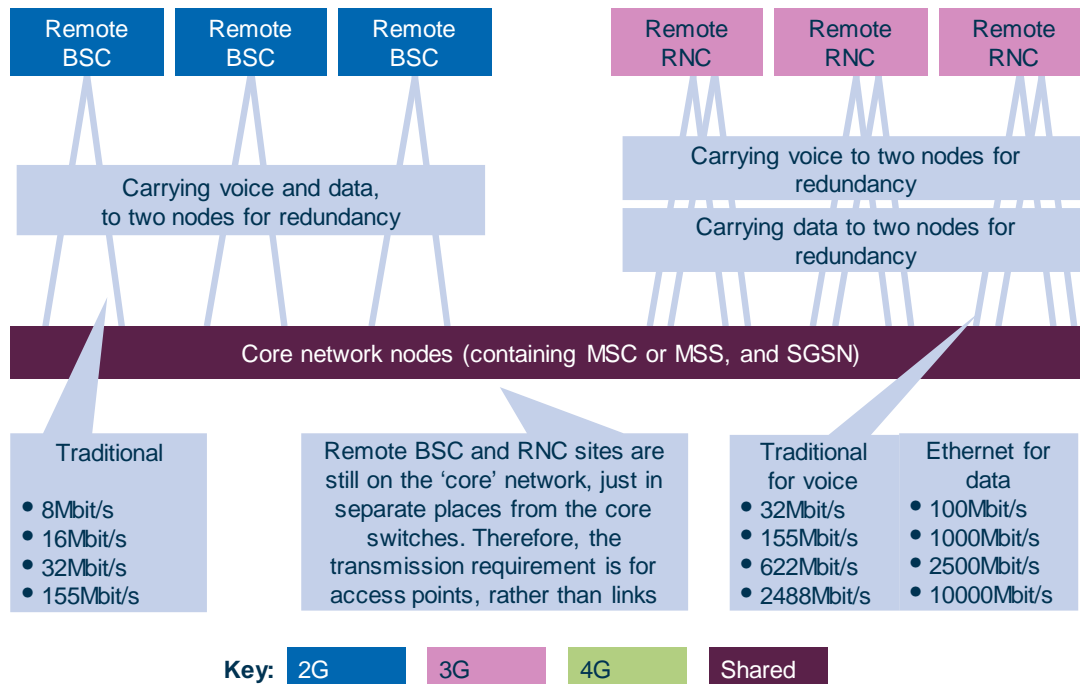 Remote
BSC
Remote
BSC
Remote
BSC
Remote
RNC
Remote
RNC
Remote
RNC
Carrying voice and data,
to two nodes for redundancy
Carrying voice to two nodes for
redundancy
Carrying data to two nodes for
redundancy
Core network nodes (containing MSC or MSS, and SGSN)
Traditional
• 8Mbit/s
• 16Mbit/s
• 32Mbit/s
• 155Mbit/s
Remote BSC and RNC sites are
still on the ‘core’ network, just in
separate places from the core
switches. Therefore, the
transmission requirement is for
access points, rather than links
Traditional
for voice
• 32Mbit/s
• 155Mbit/s
• 622Mbit/s
• 2488Mbit/s
Ethernet for
data
• 100Mbit/s
• 1000Mbit/s
• 2500Mbit/s
• 10000Mbit/s
Key: 2G 3G 4G Shared